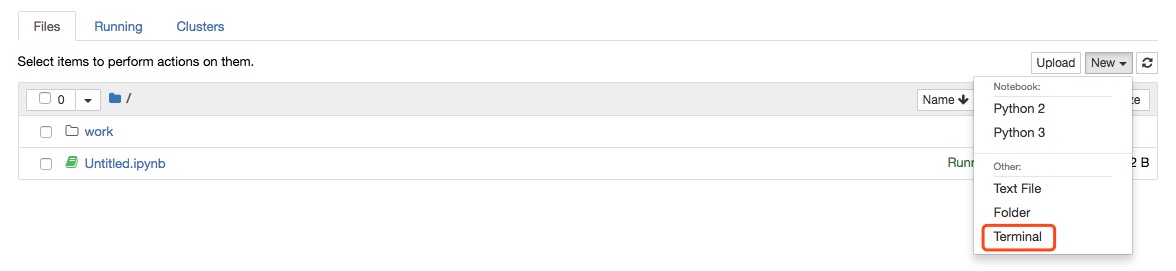 Files Running Clusters
Select items to perform actions on them.
Upload New
0 / Name
Notebook:
Python 2
Python 3
work
Untitled.ipynb
2 B
Other:
Text File
Folder
Terminal